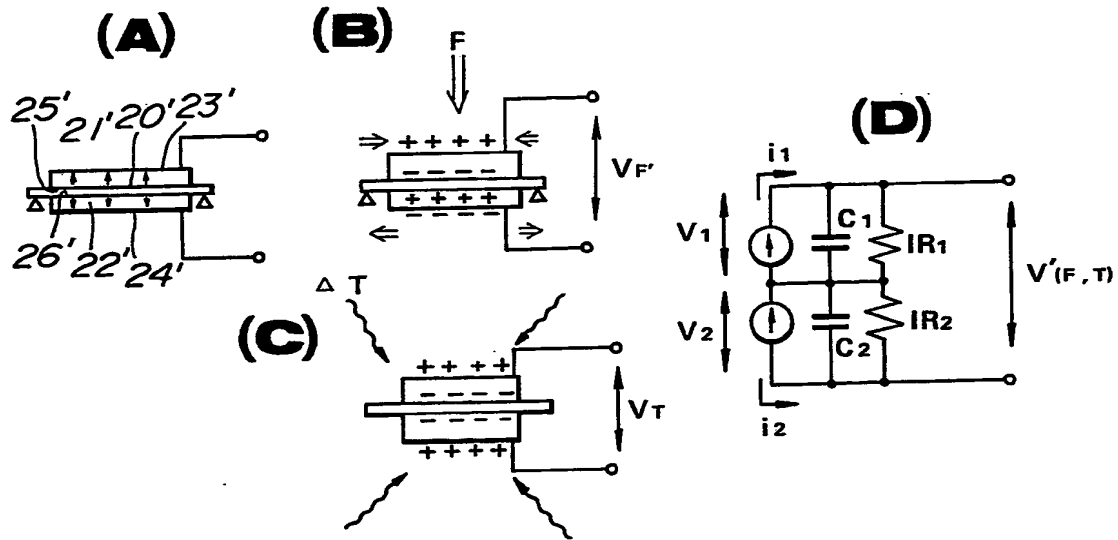 (A)
25' 21' 20' 23'
26' 22' 24'
(B)
F
+ + + +
− − − −
+ + + +
− − − −
VF'
(C)
Δ T
+ + + +
− − − −
− − − −
+ + + +
VT
(D)
i1
V1 C1 IR1
V2 C2 IR2
i2
V'(F, T)